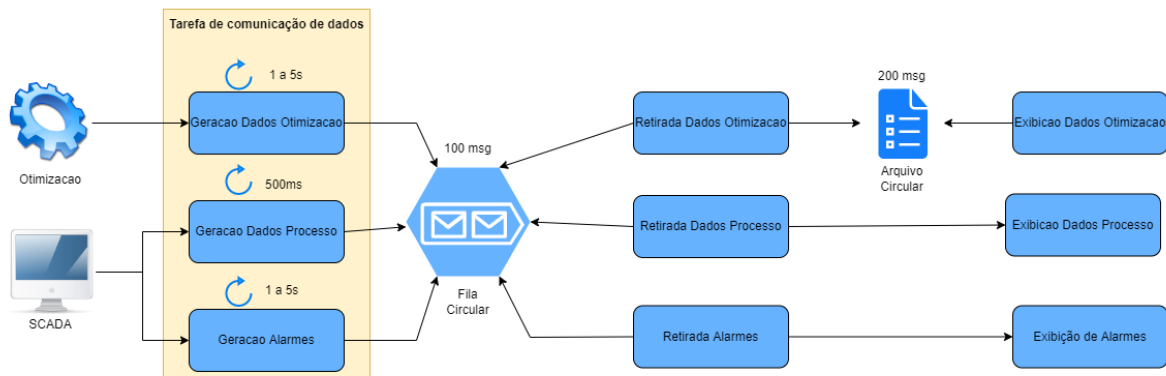 Tarefa de comunicação de dados
1 a 5s
Geracao Dados Otimizacao
Otimizacao
500ms
Geracao Dados Processo
SCADA
1 a 5s
Geracao Alarmes
100 msg
Fila
Circular
Retirada Dados Otimizacao
200 msg
Arquivo
Circular
Exibicao Dados Otimizacao
Retirada Dados Processo
Exibicao Dados Processo
Retirada Alarmes
Exibição de Alarmes